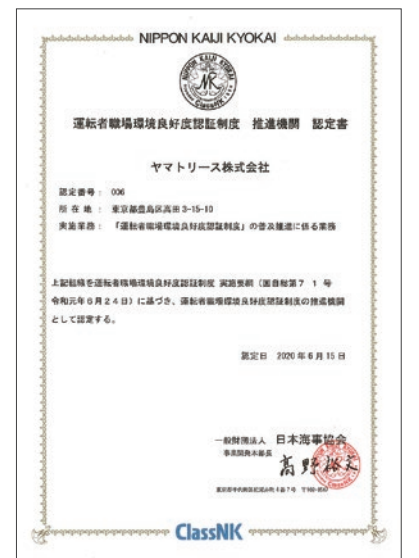 NIPPON KAIJI KYOKAI
NIPPON KAIJI KYOKAI
NK
ClassNK
運転者職場環境良好度認証制度 推進機関 認定書
ヤマトリース株式会社
認定番号: 006
所在地: 東京都豊島区高田3-15-10
実施業務: 「運転者職場環境良好度認証制度」の普及推進に係る業務
上記組織を運転者職場環境良好度認証制度 実施要綱(国自総第71号
令和元年6月24日)に基づき、運転者職場環境良好度認証制度の推進機関
として認定する。
認定日 2020年6月15日
一般財団法人 日本海事協会
事業開発本部長
高野裕文
ClassNK